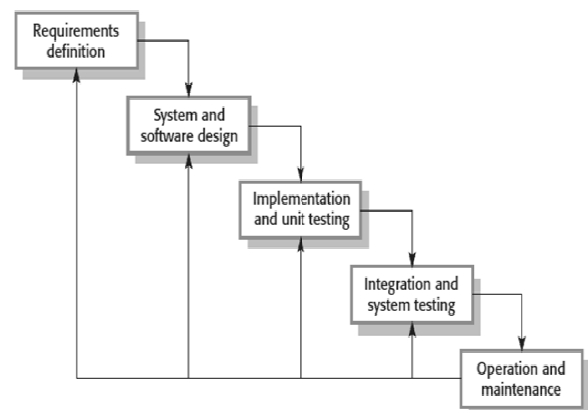 Requirements
definition
System and
software design
Implementation
and unit testing
Integration and
system testing
Operation and
maintenance